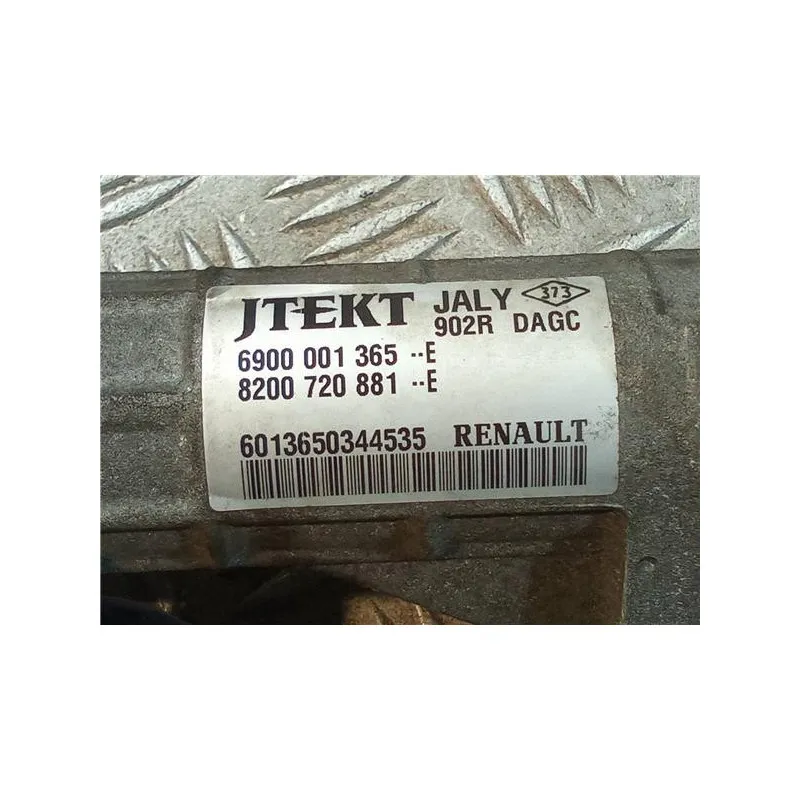 JTEKT JALY 373
902R DAGC
6900 001 365 --E
8200 720 881 --E
6013650344535 RENAULT